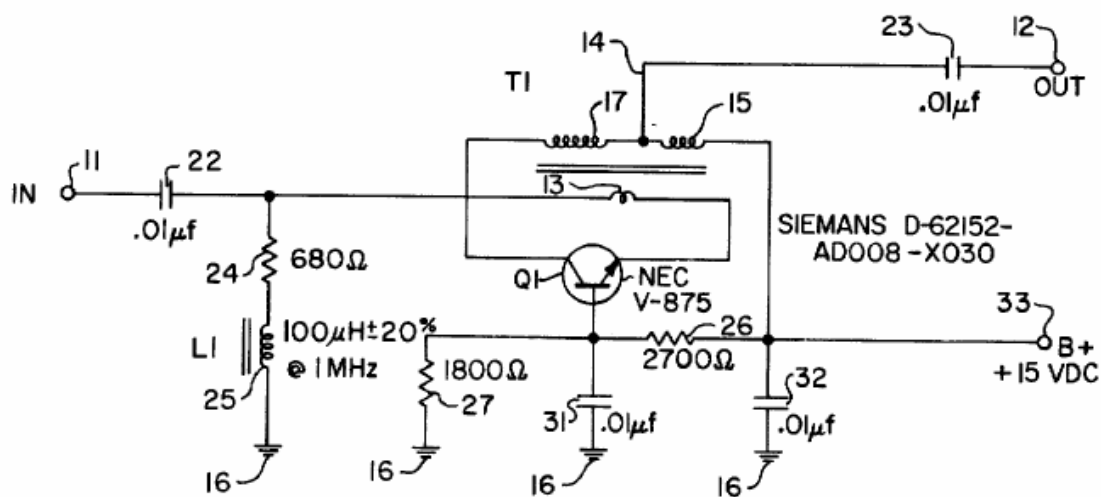 14
23
12
T1
17
15
.01µf
OUT
11
22
IN
13
.01µf
SIEMANS D-62152-
AD008-X030
24
680Ω
Q1
NEC
V-875
26
33
L1
100µH±20%
@ 1MHz
2700Ω
B+
+15 VDC
1800Ω
32
25
27
31
.01µf
.01µf
16
16
16
16